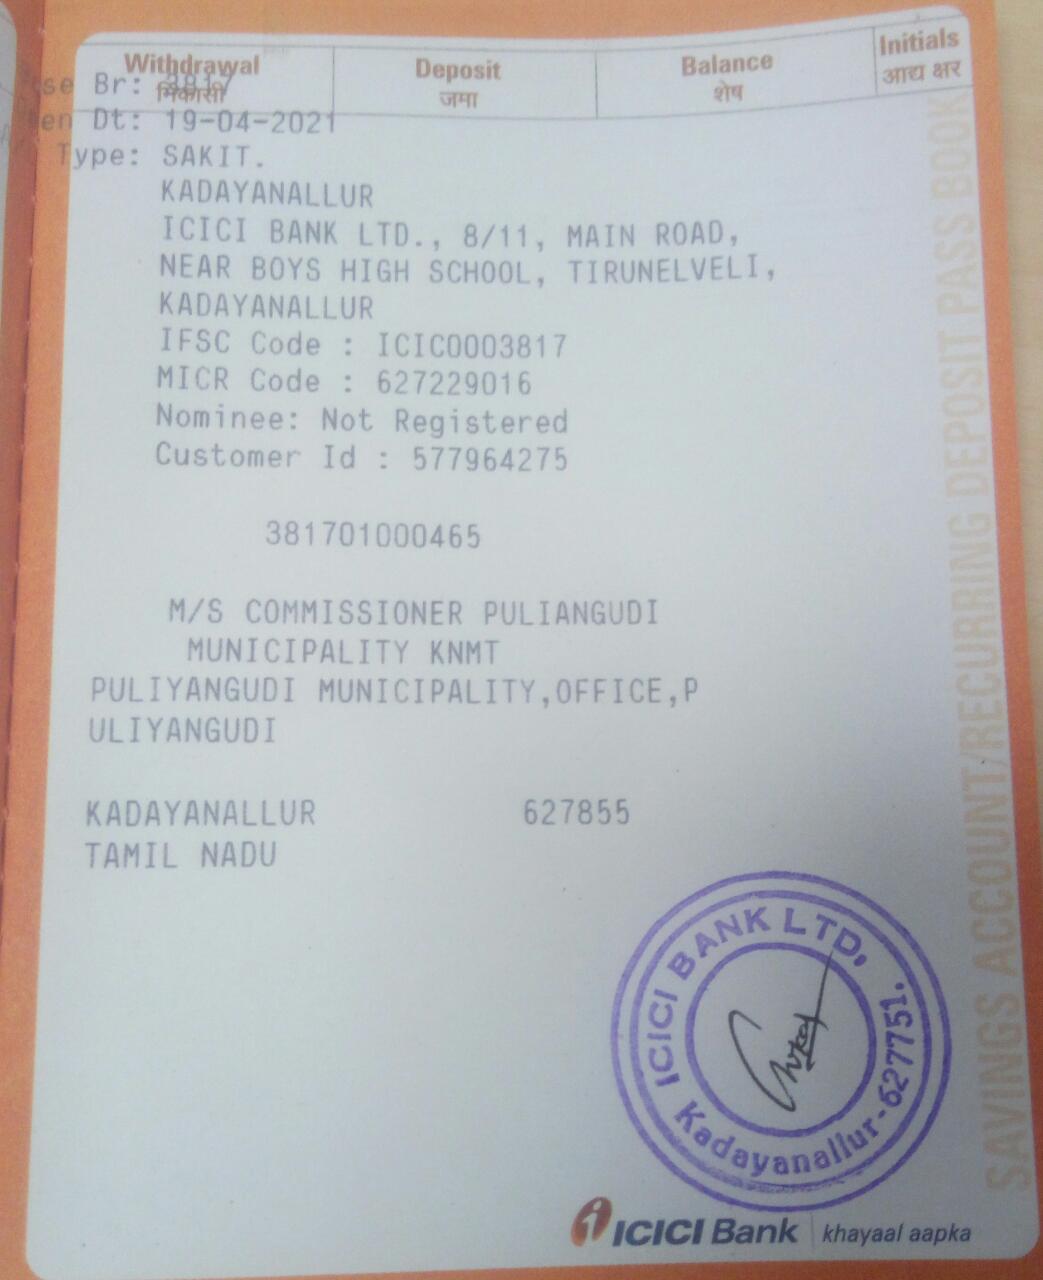 Withdrawal Deposit Balance Initials
निकासी जमा शेष आद्य क्षर
se Br: 3817
en Dt: 19-04-2021
Type: SAKIT.
KADAYANALLUR
ICICI BANK LTD., 8/11, MAIN ROAD,
NEAR BOYS HIGH SCHOOL, TIRUNELVELI,
KADAYANALLUR
IFSC Code : ICIC0003817
MICR Code : 627229016
Nominee: Not Registered
Customer Id : 577964275
381701000465
M/S COMMISSIONER PULIANGUDI
MUNICIPALITY KNMT
PULIYANGUDI MUNICIPALITY,OFFICE,P
ULIYANGUDI
KADAYANALLUR 627855
TAMIL NADU
ICICI BANK LTD.
Kadayanallur-627751.
ICICI Bank khayaal aapka
SAVINGS ACCOUNT/RECURRING DEPOSIT PASS BOOK